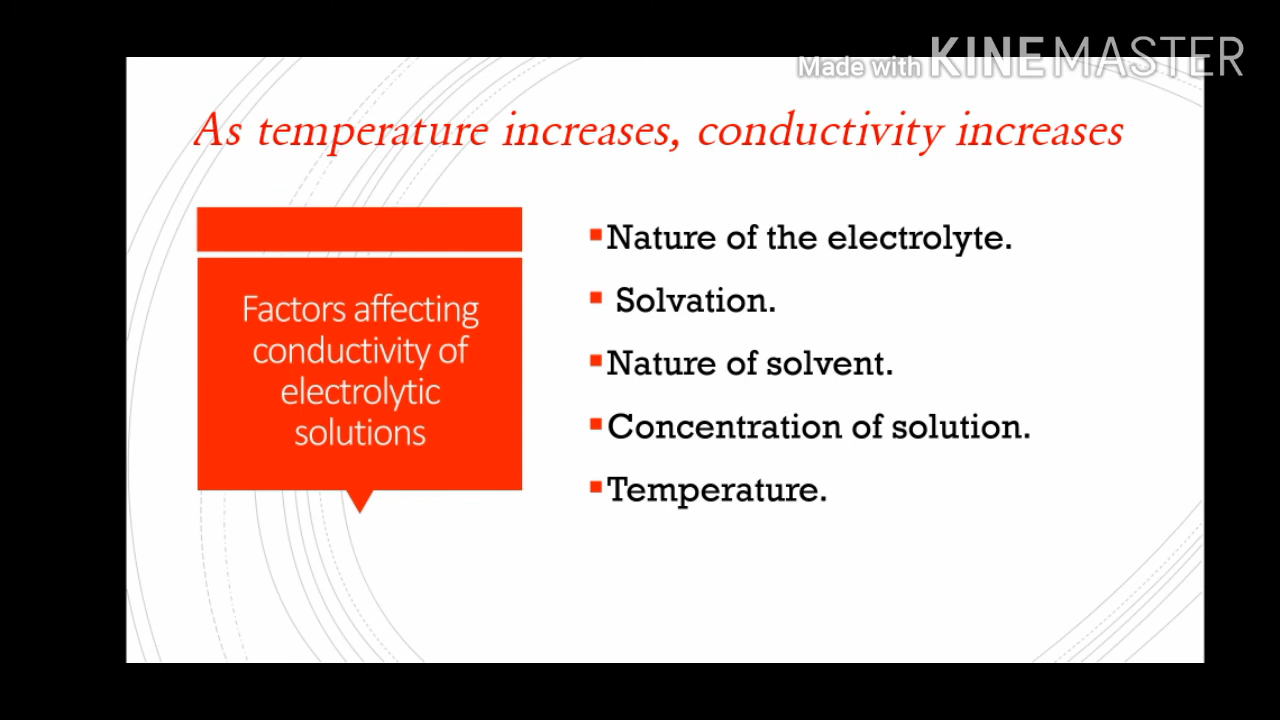 Made with KINEMASTER
As temperature increases, conductivity increases
Factors affecting
conductivity of
electrolytic
solutions
Nature of the electrolyte.
Solvation.
Nature of solvent.
Concentration of solution.
Temperature.